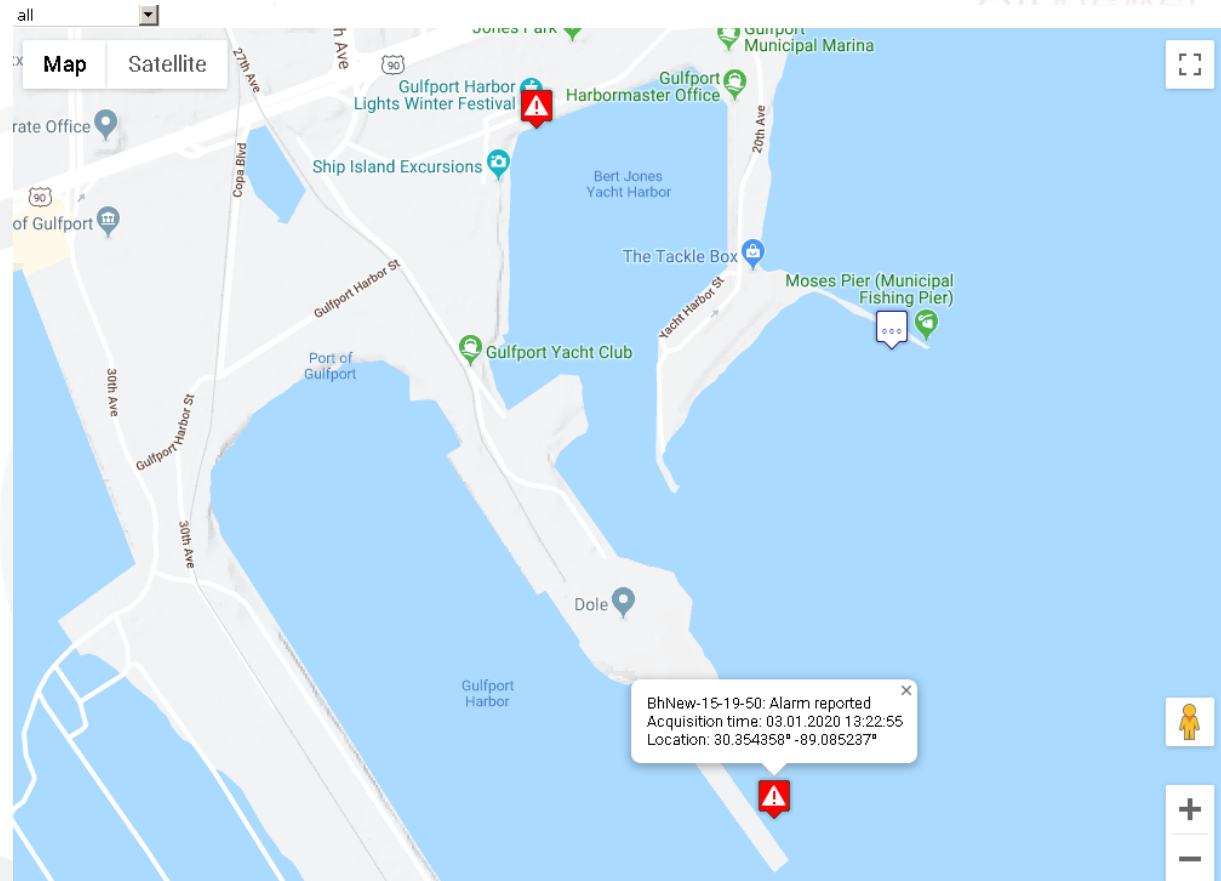 all
Map
Satellite
27th Ave
h Ave
90
Jones Park
Gulfport
Municipal Marina
Gulfport Harbor
Lights Winter Festival
Gulfport
Harbormaster Office
rate Office
Copa Blvd
20th Ave
Ship Island Excursions
Bert Jones
Yacht Harbor
90
of Gulfport
The Tackle Box
Gulfport Harbor St
Yacht Harbor St
Moses Pier (Municipal
Fishing Pier)
Port of
Gulfport
Gulfport Yacht Club
30th Ave
Gulfport Harbor St
30th Ave
Dole
Gulfport
Harbor
BhNew-15-19-50: Alarm reported
Acquisition time: 03.01.2020 13:22:55
Location: 30.354358° -89.085237°